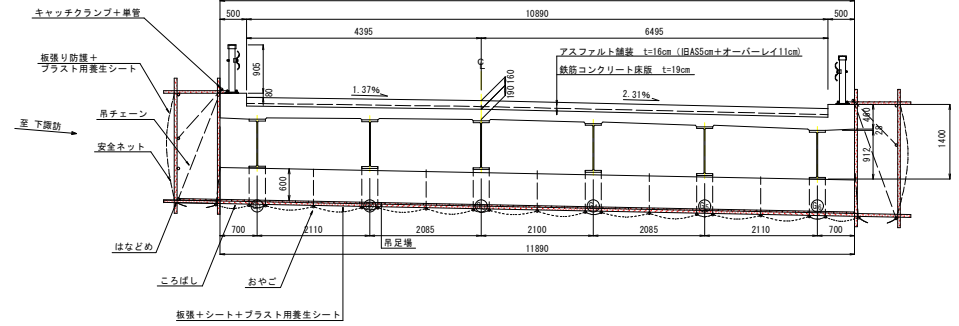 キャッチクランプ＋単管
500
10890
500
4395
6495
板張り防護＋
ブラスト用養生シート
アスファルト舗装　t=16cm（旧AS5cm＋オーバーレイ11cm）
鉄筋コンクリート床版　t=19cm
905
80
1.37%
190
160
2.31%
吊チェーン
至 下諏訪
安全ネット
600
28
912
1400
はなどめ
700
2110
2085
2100
2085
2110
700
吊足場
11890
ころばし
おやご
板張＋シート＋ブラスト用養生シート